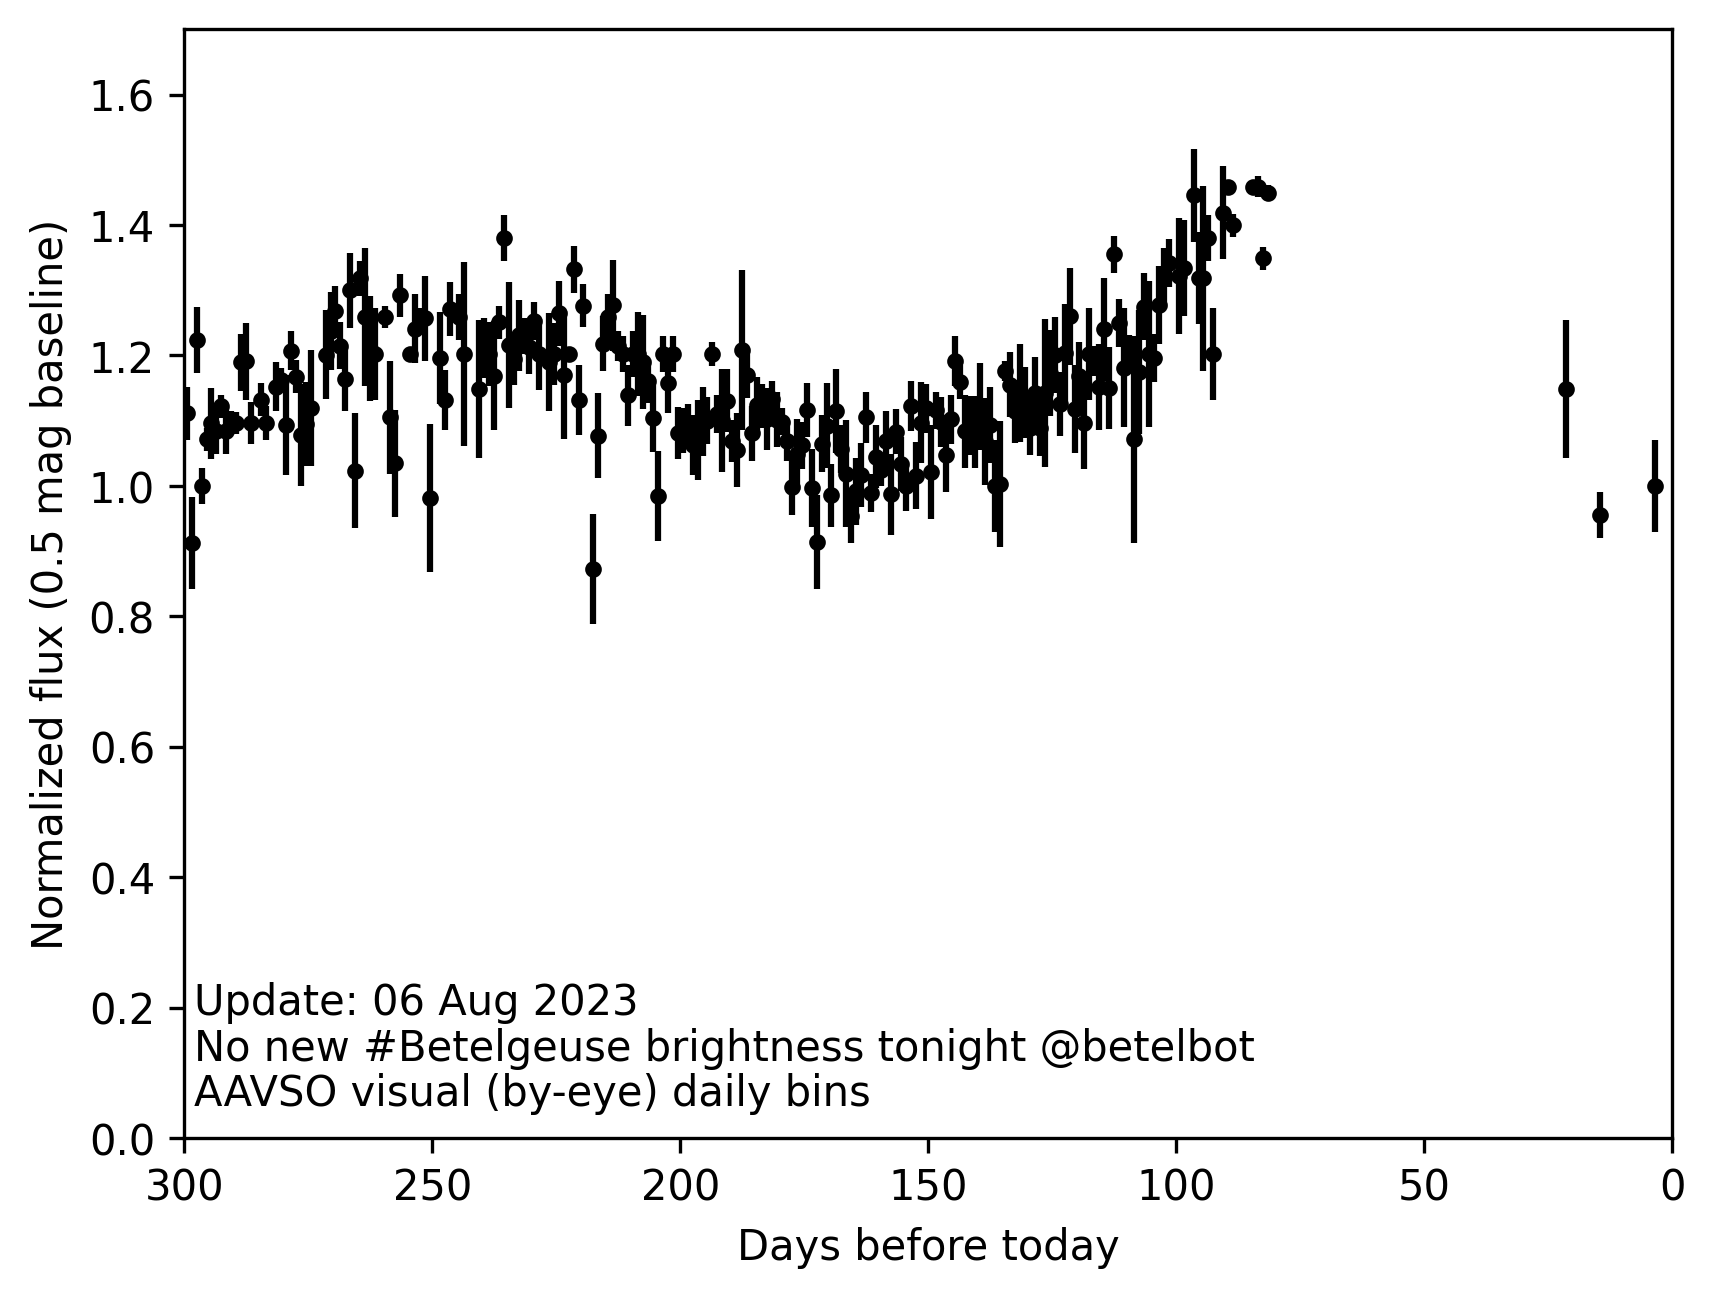 Normalized flux (0.5 mag baseline)
1.6
1.4
1.2
1.0
0.8
0.6
0.4
0.2
0.0
Update: 06 Aug 2023
No new #Betelgeuse brightness tonight @betelbot
AAVSO visual (by-eye) daily bins
300 250 200 150 100 50 0
Days before today